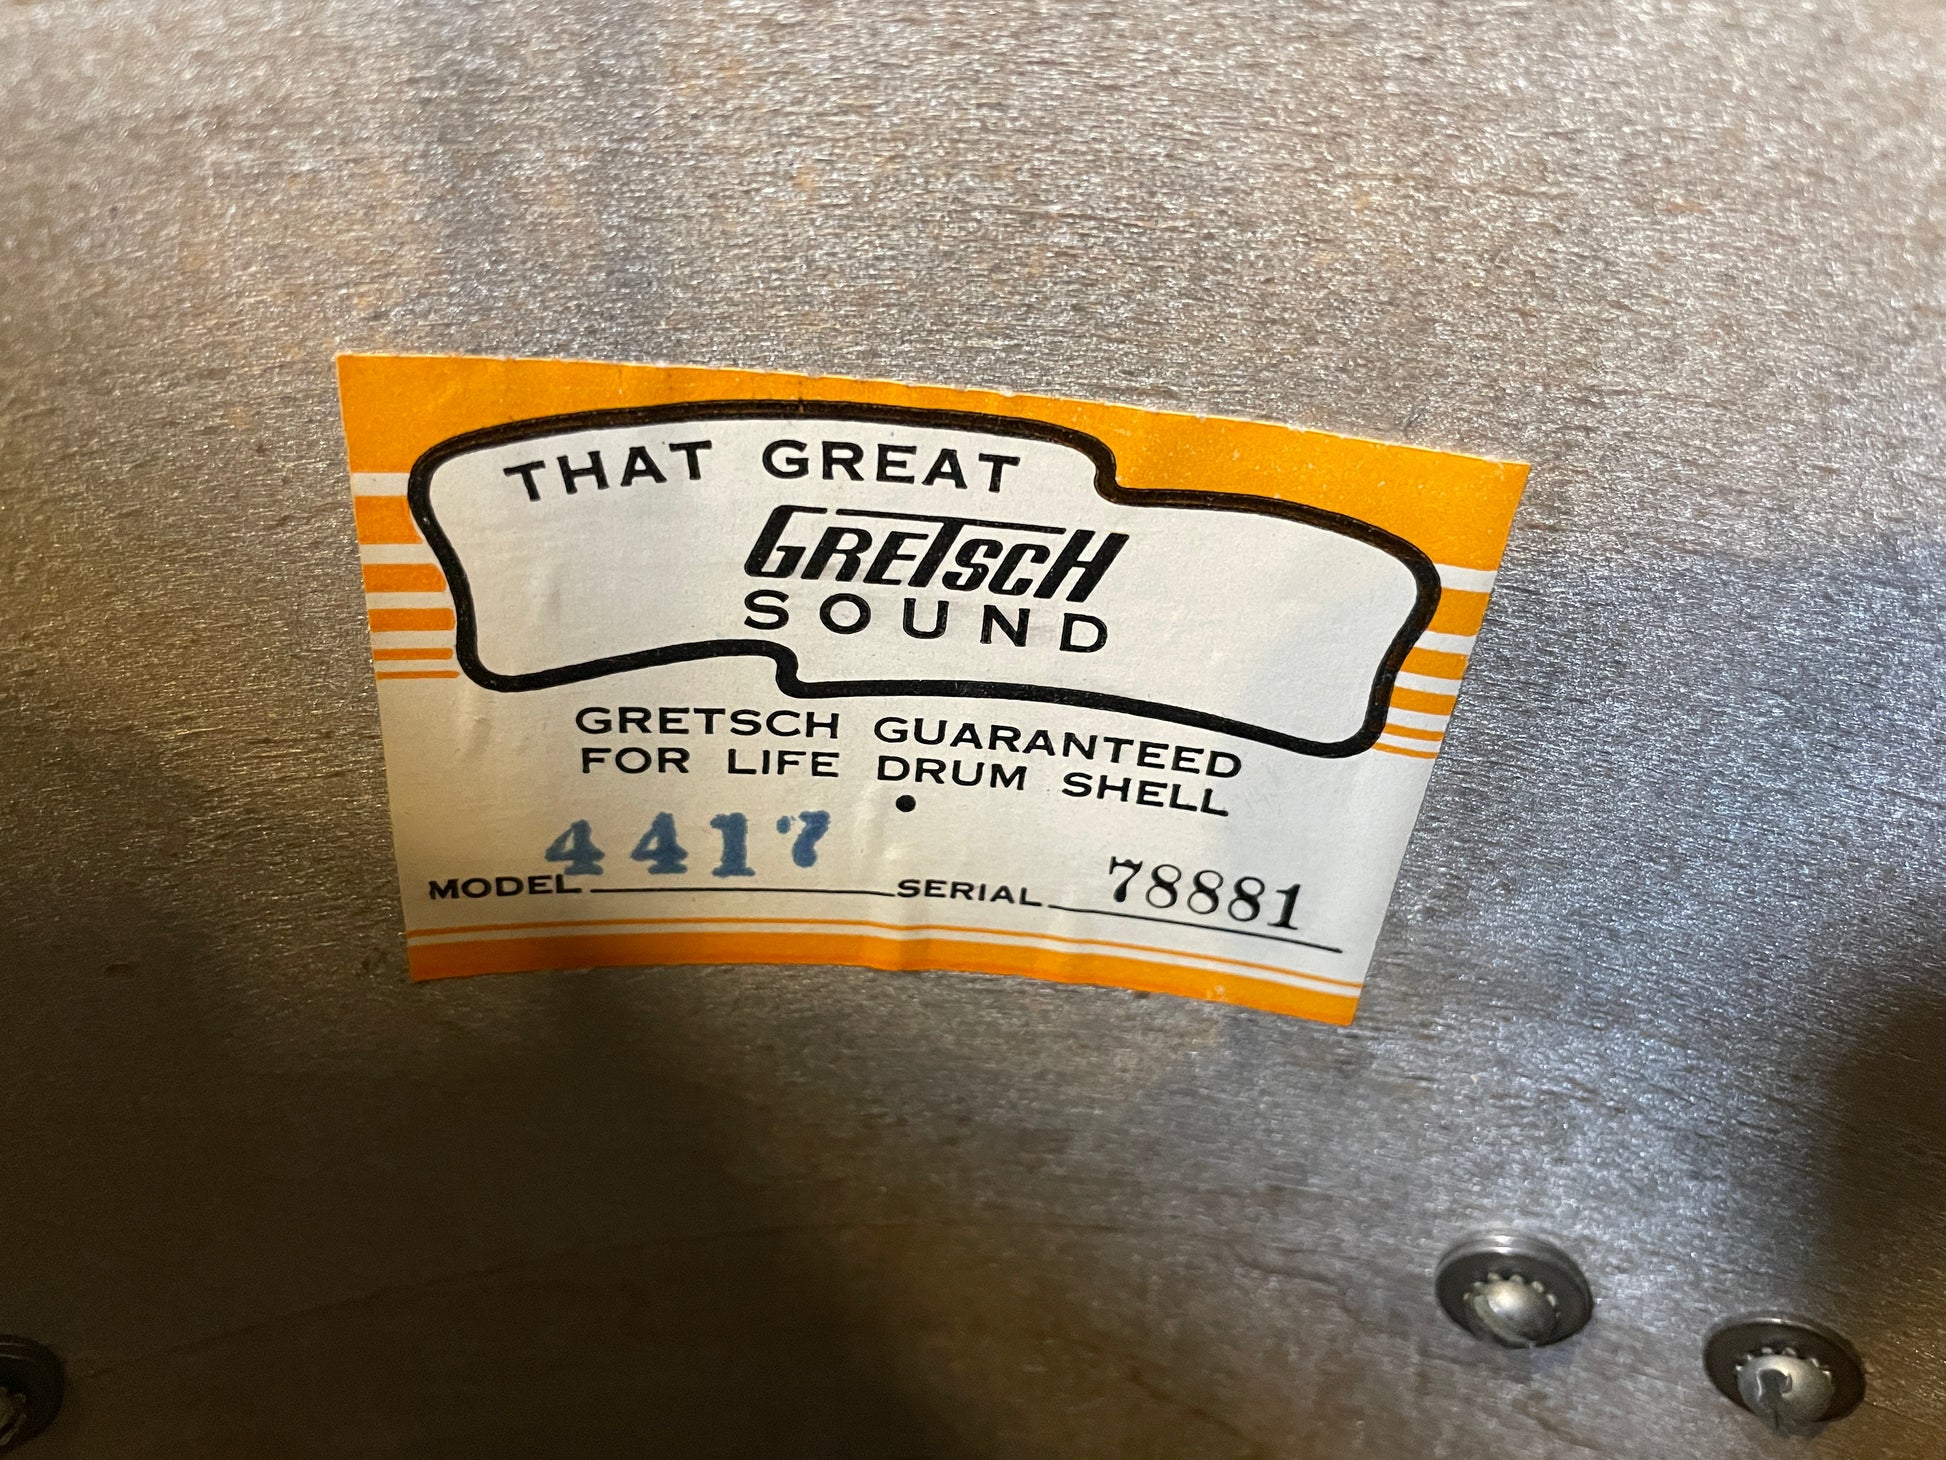 THAT GREAT
GRETSCH
SOUND
GRETSCH GUARANTEED
FOR LIFE DRUM SHELL
MODEL 4417 SERIAL 78881